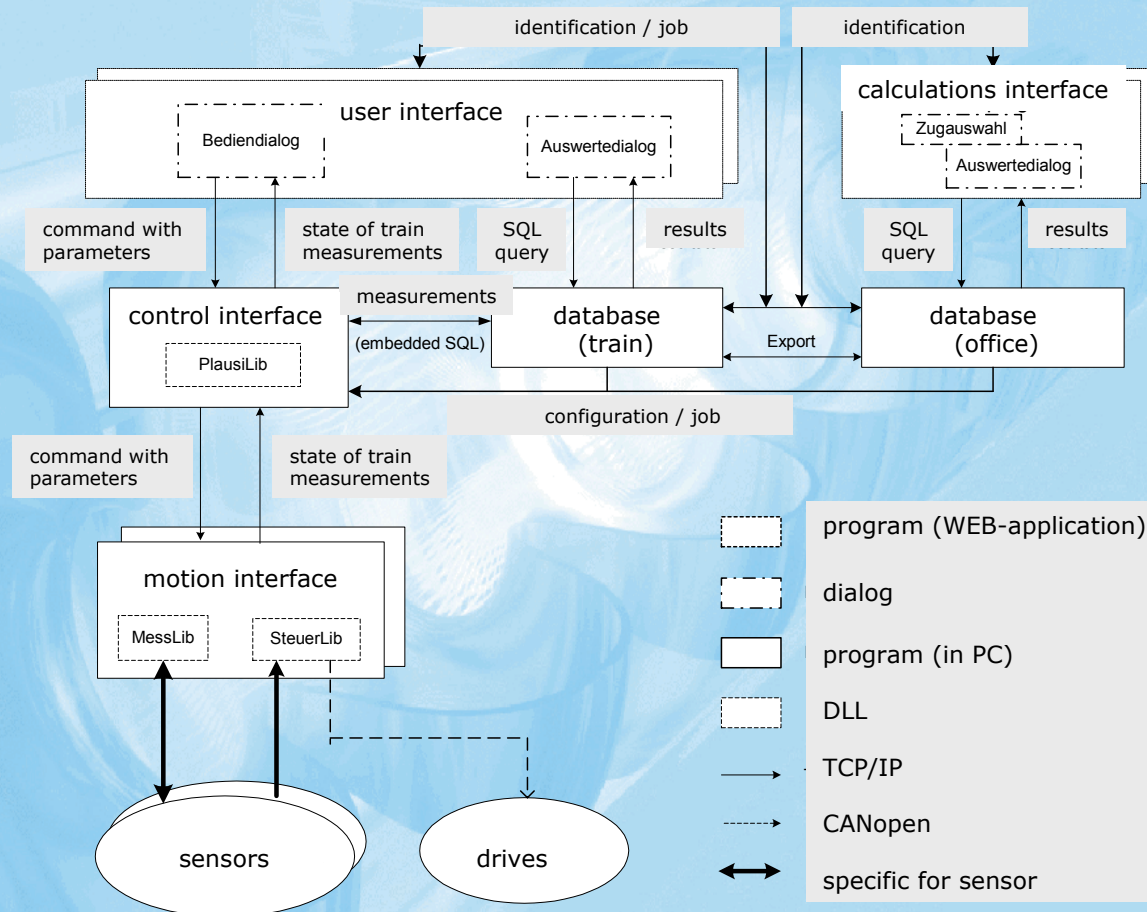 identification / job
identification
user interface
Bediendialog
Auswertedialog
calculations interface
Zugauswahl
Auswertedialog
command with
parameters
state of train
measurements
SQL
query
results
SQL
query
results
control interface
PlausiLib
measurements
(embedded SQL)
database
(train)
Export
database
(office)
configuration / job
command with
parameters
state of train
measurements
motion interface
MessLib
SteuerLib
sensors
drives
program (WEB-application)
dialog
program (in PC)
DLL
TCP/IP
CANopen
specific for sensor